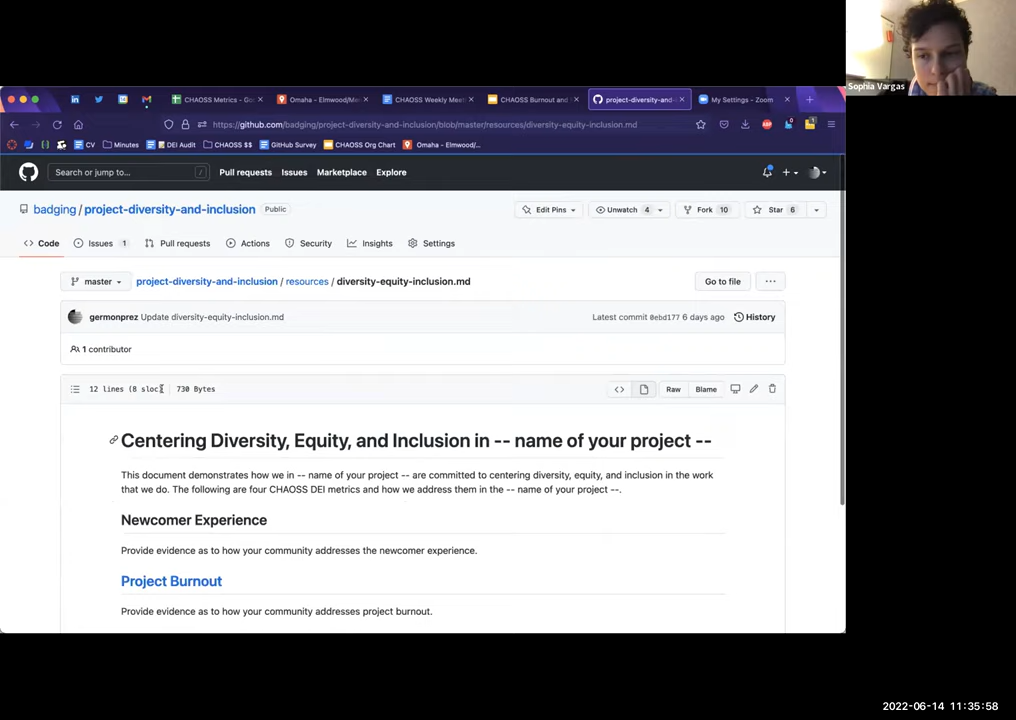 Sophia Vargas
CHAOSS Metrics - Go
Omaha – Elmwood/M
CHAOSS Weekly Meet
CHAOSS Burnout and
project-diversity-and-
My Settings - Zoom
https://github.com/badging/project-diversity-and-inclusion/blob/master/resources/diversity-equity-inclusion.md
CV
Minutes
DEI Audit
CHAOSS $$
GitHub Survey
CHAOSS Org Chart
Omaha – Elmwood/...
Search or jump to...
/
Pull requests
Issues
Marketplace
Explore
badging / project-diversity-and-inclusion
Public
Edit Pins
Unwatch 4
Fork 10
Star 6
Code
Issues 1
Pull requests
Actions
Security
Insights
Settings
master
project-diversity-and-inclusion / resources / diversity-equity-inclusion.md
Go to file
...
germonprez Update diversity-equity-inclusion.md
Latest commit 0ebd177 6 days ago
History
1 contributor
12 lines (8 sloc)
730 Bytes
<>
Raw
Blame
Centering Diversity, Equity, and Inclusion in -- name of your project --
This document demonstrates how we in -- name of your project -- are committed to centering diversity, equity, and inclusion in the work
that we do. The following are four CHAOSS DEI metrics and how we address them in the -- name of your project --.
Newcomer Experience
Provide evidence as to how your community addresses the newcomer experience.
Project Burnout
Provide evidence as to how your community addresses project burnout.
2022-06-14 11:35:58